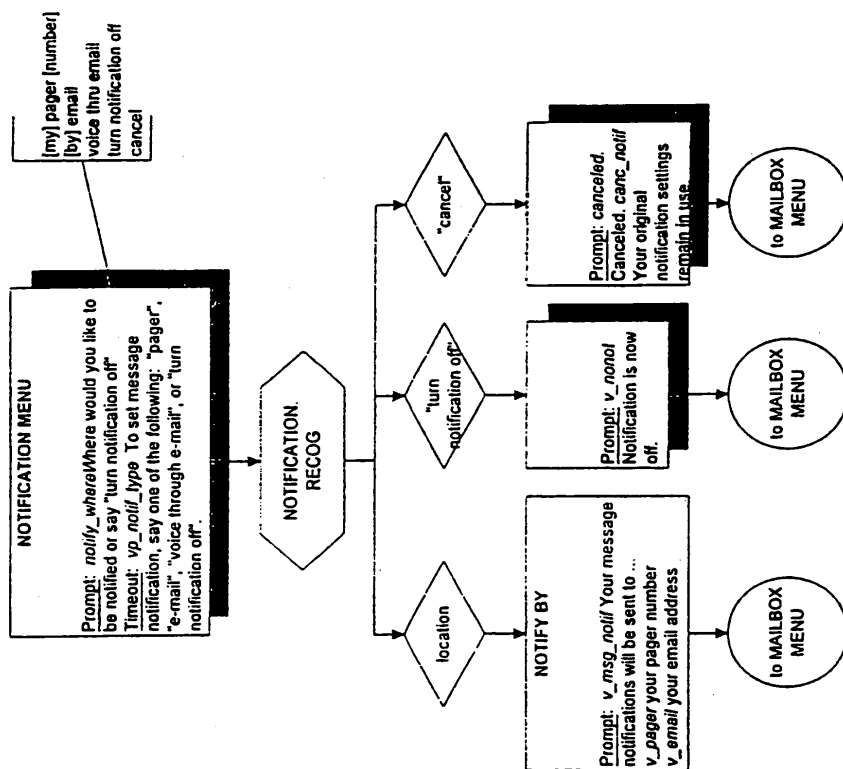 [my] pager [number]
[by] email
voice thru email
turn notification off
cancel
NOTIFICATION MENU
Prompt: notify_whereWhere would you like to
be notified or say "turn notification off"
Timeout: vp_notif_type To set message
notification, say one of the following: "pager",
"e-mail", "voice through e-mail", or "turn
notification off".
NOTIFICATION.
RECOG
location
"turn
notification off"
"cancel"
NOTIFY BY
Prompt: v_msg_notif Your message
notifications will be sent to ...
v_pager your pager number
v_email your email address
Prompt: v_nonot
Notification is now
off.
Prompt: canceled.
Canceled. canc_notif
Your original
notification settings
remain in use.
to MAILBOX
MENU
to MAILBOX
MENU
to MAILBOX
MENU